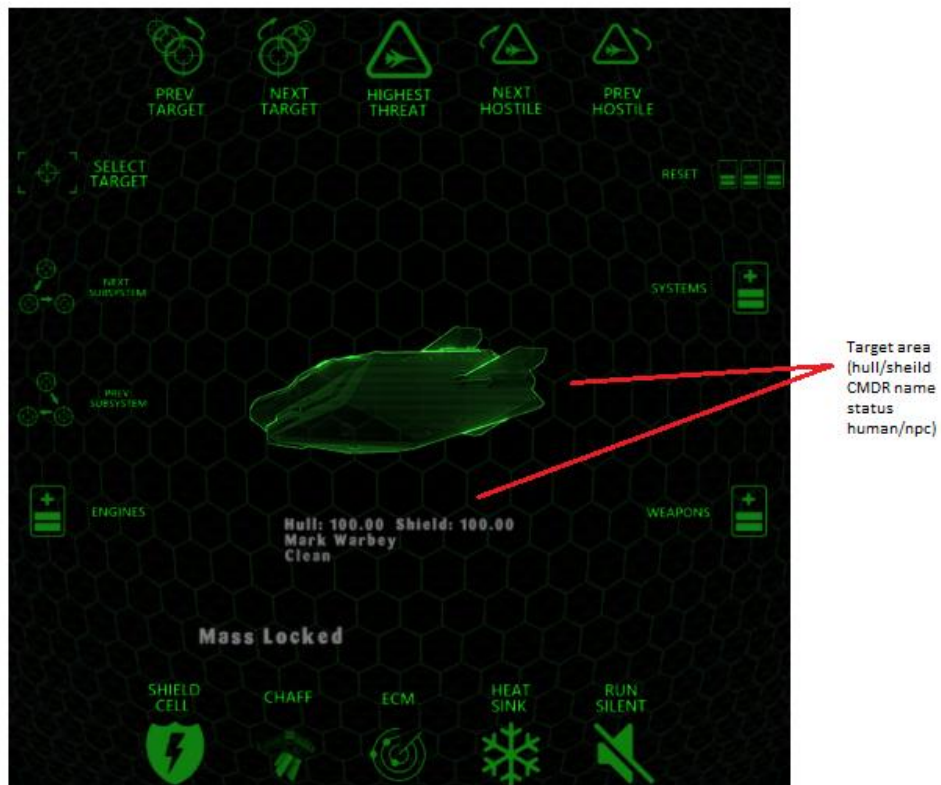 PREV
TARGET
NEXT
TARGET
HIGHEST
THREAT
NEXT
HOSTILE
PREV
HOSTILE
SELECT
TARGET
RESET
NEXT
SUBSYSTEM
SYSTEMS
PREV
SUBSYSTEM
Target area
(hull/sheild
CMDR name
status
human/npc)
ENGINES
WEAPONS
Hull: 100.00 Shield: 100.00
Mark Warbey
Clean
Mass Locked
SHIELD
CELL
CHAFF
ECM
HEAT
SINK
RUN
SILENT